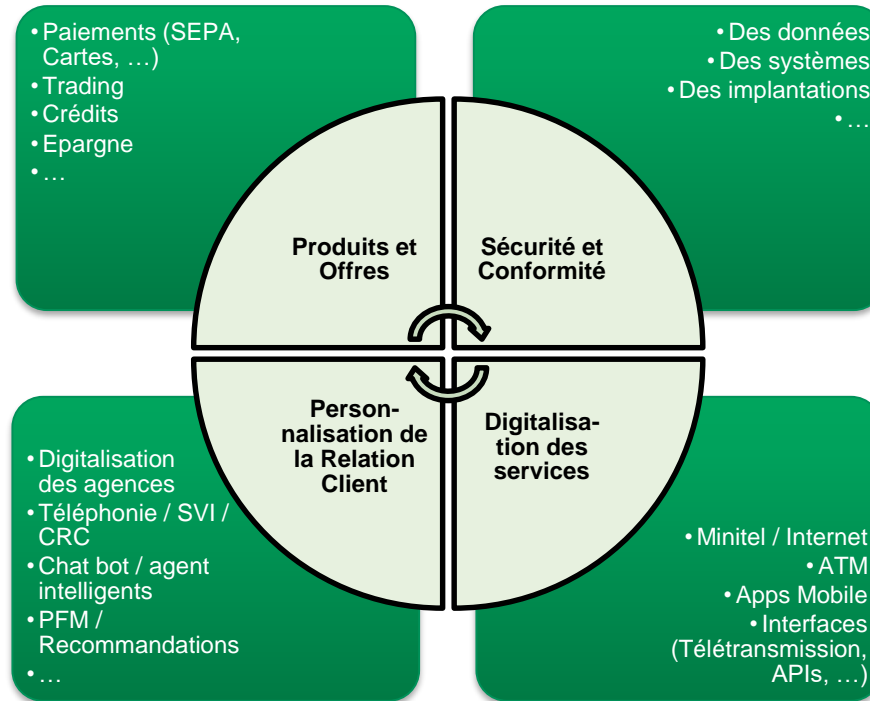 • Paiements (SEPA,
Cartes, …)
• Trading
• Crédits
• Epargne
• …
• Des données
• Des systèmes
• Des implantations
• …
Produits et
Offres
Sécurité et
Conformité
Person-
nalisation de
la Relation
Client
Digitalisa-
tion des
services
• Digitalisation
des agences
• Téléphonie / SVI /
CRC
• Chat bot / agent
intelligents
• PFM /
Recommandations
• …
• Minitel / Internet
• ATM
• Apps Mobile
• Interfaces
(Télétransmission,
APIs, …)